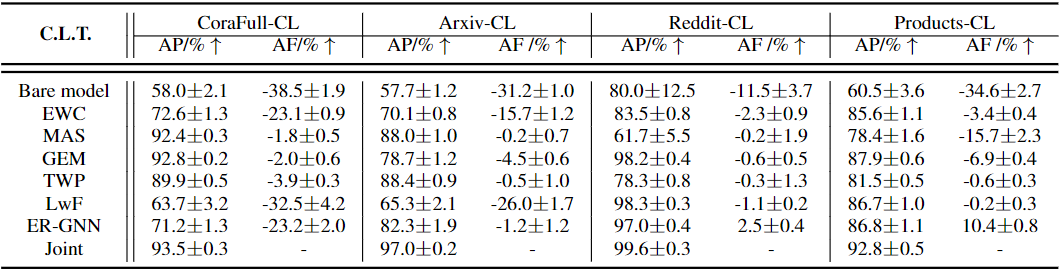 C.L.T. CoraFull-CL Arxiv-CL Reddit-CL Products-CL
AP/% ↑ AF/% ↑ AP/% ↑ AF /% ↑ AP/% ↑ AF /% ↑ AP/% ↑ AF /% ↑
Bare model 58.0±2.1 -38.5±1.9 57.7±1.2 -31.2±1.0 80.0±12.5 -11.5±3.7 60.5±3.6 -34.6±2.7
EWC 72.6±1.3 -23.1±0.9 70.1±0.8 -15.7±1.2 83.5±0.8 -2.3±0.9 85.6±1.1 -3.4±0.4
MAS 92.4±0.3 -1.8±0.5 88.0±1.0 -0.2±0.7 61.7±5.5 -0.2±1.9 78.4±1.6 -15.7±2.3
GEM 92.8±0.2 -2.0±0.6 78.7±1.2 -4.5±0.6 98.2±0.4 -0.6±0.5 87.9±0.6 -6.9±0.4
TWP 89.9±0.5 -3.9±0.3 88.4±0.9 -0.5±1.0 78.3±0.8 -0.3±1.3 81.5±0.5 -0.6±0.3
LwF 63.7±3.2 -32.5±4.2 65.3±2.1 -26.0±1.7 98.3±0.3 -1.1±0.2 86.7±1.0 -0.2±0.3
ER-GNN 71.2±1.3 -23.2±2.0 82.3±1.9 -1.2±1.2 97.0±0.4 2.5±0.4 86.8±1.1 10.4±0.8
Joint 93.5±0.3 - 97.0±0.2 - 99.6±0.3 - 92.8±0.5 -